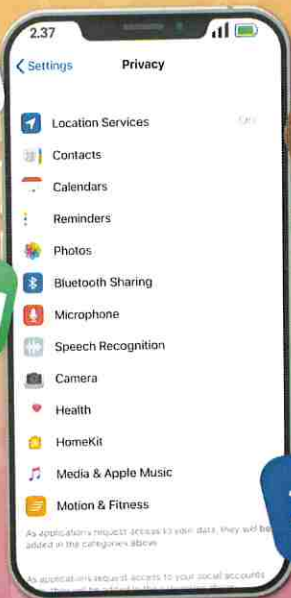 2.37
Settings Privacy
Location Services
Contacts
Calendars
Reminders
Photos
Bluetooth Sharing
Microphone
Speech Recognition
Camera
Health
HomeKit
Media & Apple Music
Motion & Fitness
As applications request access to your data, they will be
added in the categories above
As applications request access to your social accounts